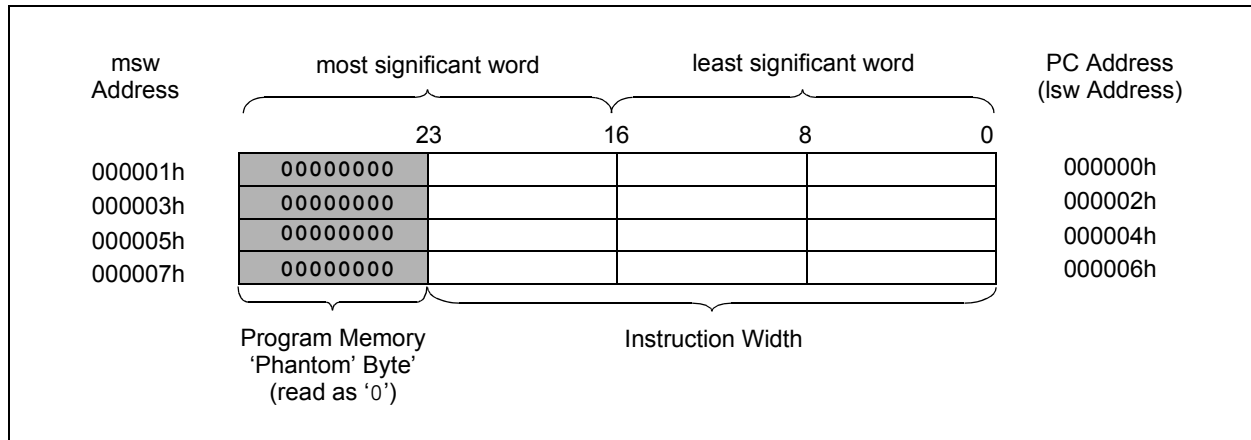 msw
Address
most significant word
least significant word
PC Address
(lsw Address)
23
16
8
0
000001h
00000000
000000h
000003h
00000000
000002h
000005h
00000000
000004h
000007h
00000000
000006h
Program Memory
‘Phantom’ Byte’
(read as ‘0’)
Instruction Width